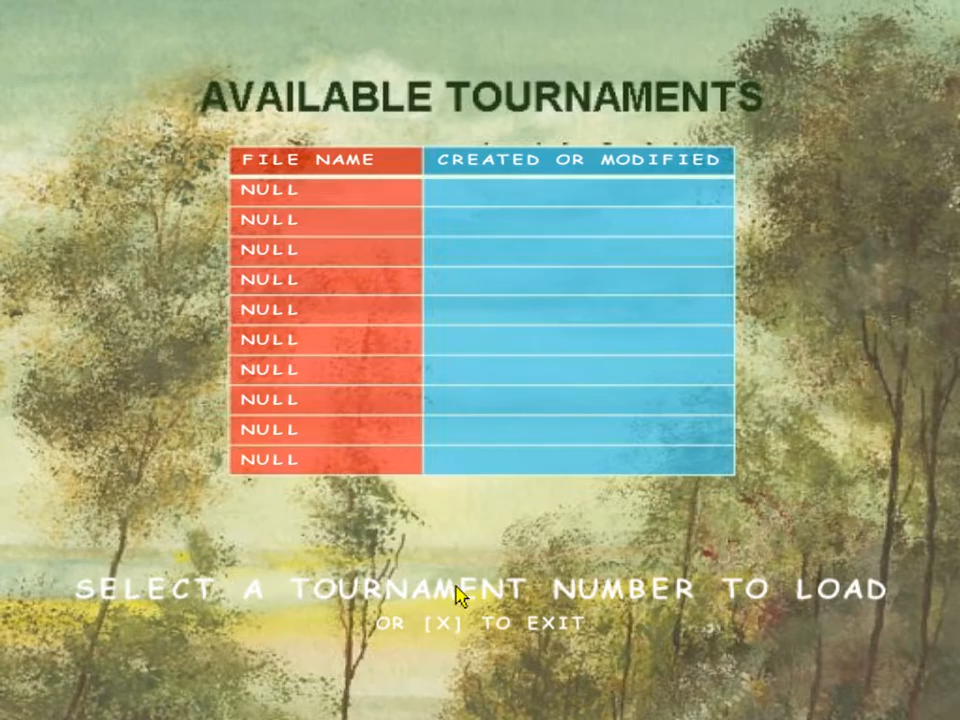 AVAILABLE TOURNAMENTS
FILE NAME CREATED OR MODIFIED
NULL
NULL
NULL
NULL
NULL
NULL
NULL
NULL
NULL
NULL
SELECT A TOURNAMENT NUMBER TO LOAD
OR [X] TO EXIT